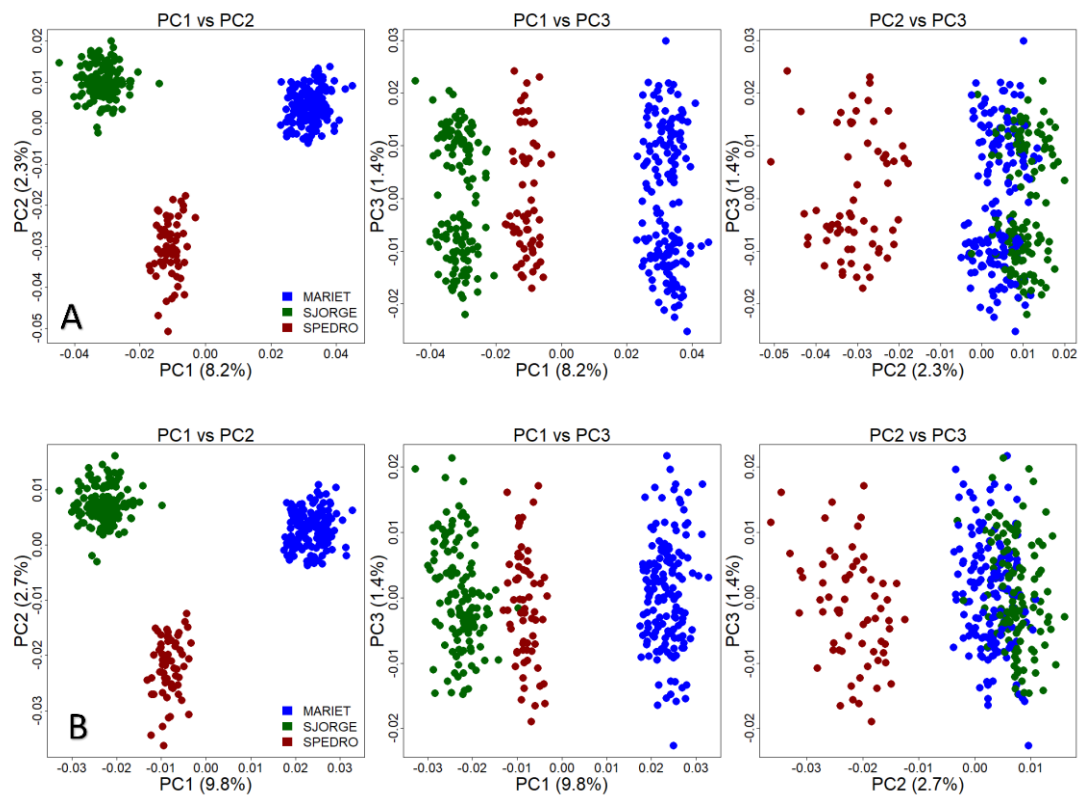 PC1 vs PC2
PC1 vs PC3
PC2 vs PC3
PC2 (2.3%)
0.02
0.01
0.00
-0.01
-0.02
-0.03
-0.04
-0.05
A
MARIET
SJORGE
SPEDRO
-0.04 -0.02 0.00 0.02 0.04
PC1 (8.2%)
PC3 (1.4%)
0.03
0.01
0.00
-0.01
-0.02
-0.04 -0.02 0.00 0.02 0.04
PC1 (8.2%)
PC3 (1.4%)
0.03
0.01
0.00
-0.01
-0.02
-0.05 -0.04 -0.03 -0.02 -0.01 0.00 0.01 0.02
PC2 (2.3%)
PC1 vs PC2
PC1 vs PC3
PC2 vs PC3
PC2 (2.7%)
0.01
0.00
-0.01
-0.02
-0.03
B
MARIET
SJORGE
SPEDRO
-0.03 -0.02 -0.01 0.00 0.01 0.02 0.03
PC1 (9.8%)
PC3 (1.4%)
0.02
0.01
0.00
-0.01
-0.02
-0.03 -0.02 -0.01 0.00 0.01 0.02 0.03
PC1 (9.8%)
PC3 (1.4%)
0.02
0.01
0.00
-0.01
-0.02
-0.03 -0.02 -0.01 0.00 0.01
PC2 (2.7%)